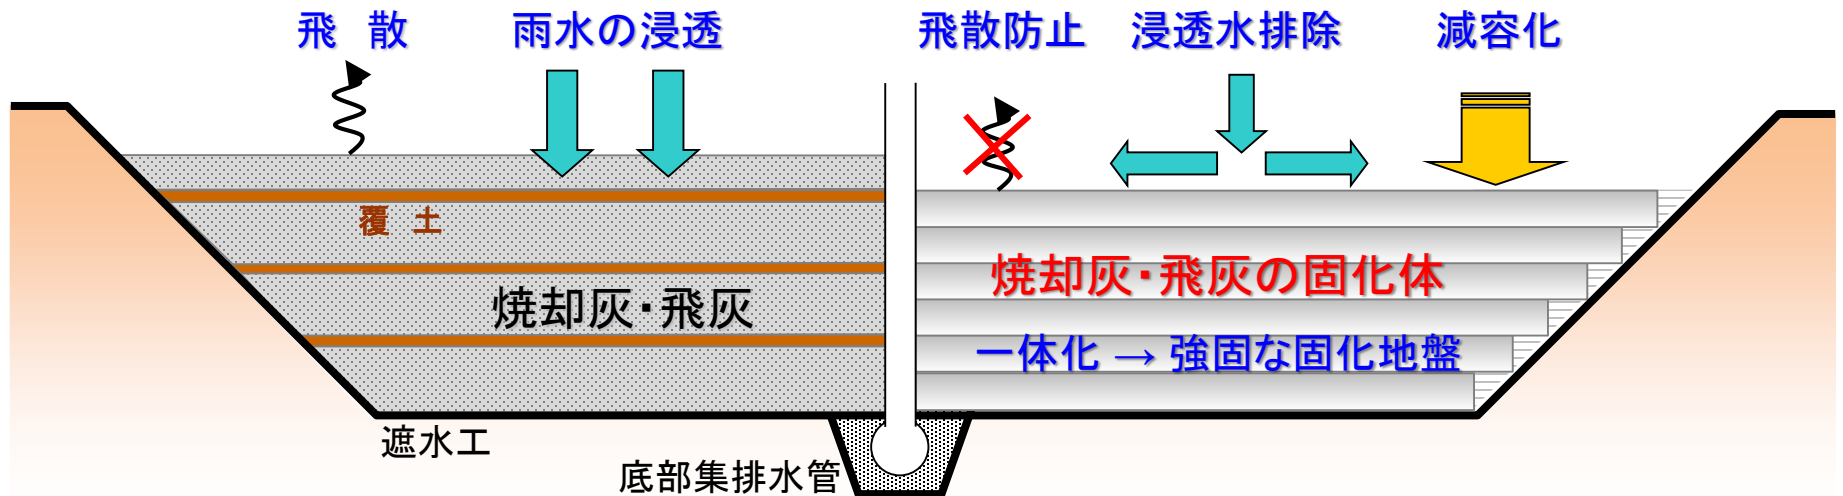 飛　散
雨水の浸透
飛散防止
浸透水排除
減容化
覆　土
焼却灰・飛灰
焼却灰・飛灰の固化体
一体化 → 強固な固化地盤
遮水工
底部集排水管